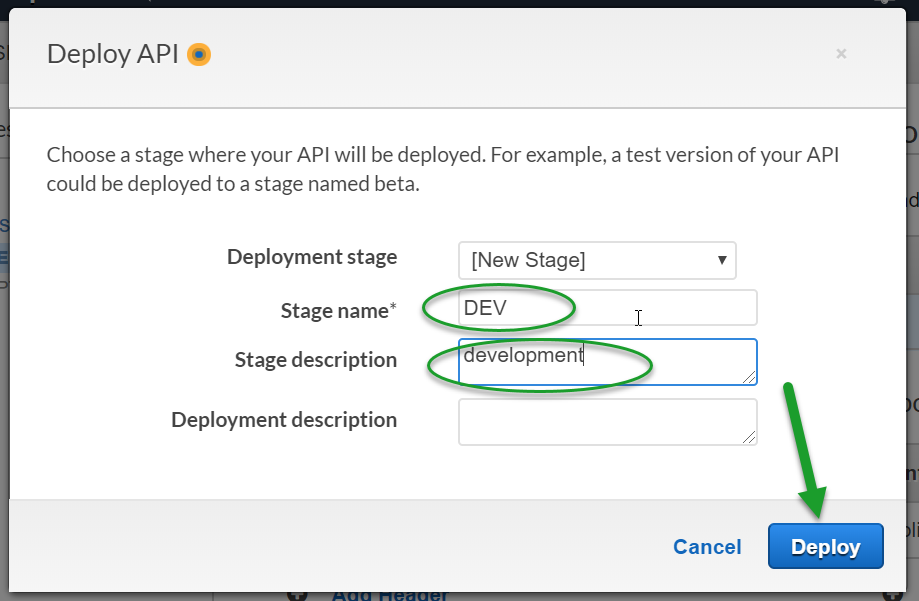 Deploy API
×
Choose a stage where your API will be deployed. For example, a test version of your API
could be deployed to a stage named beta.
Deployment stage [New Stage]
Stage name* DEV
Stage description development
Deployment description
Cancel Deploy
Add Header